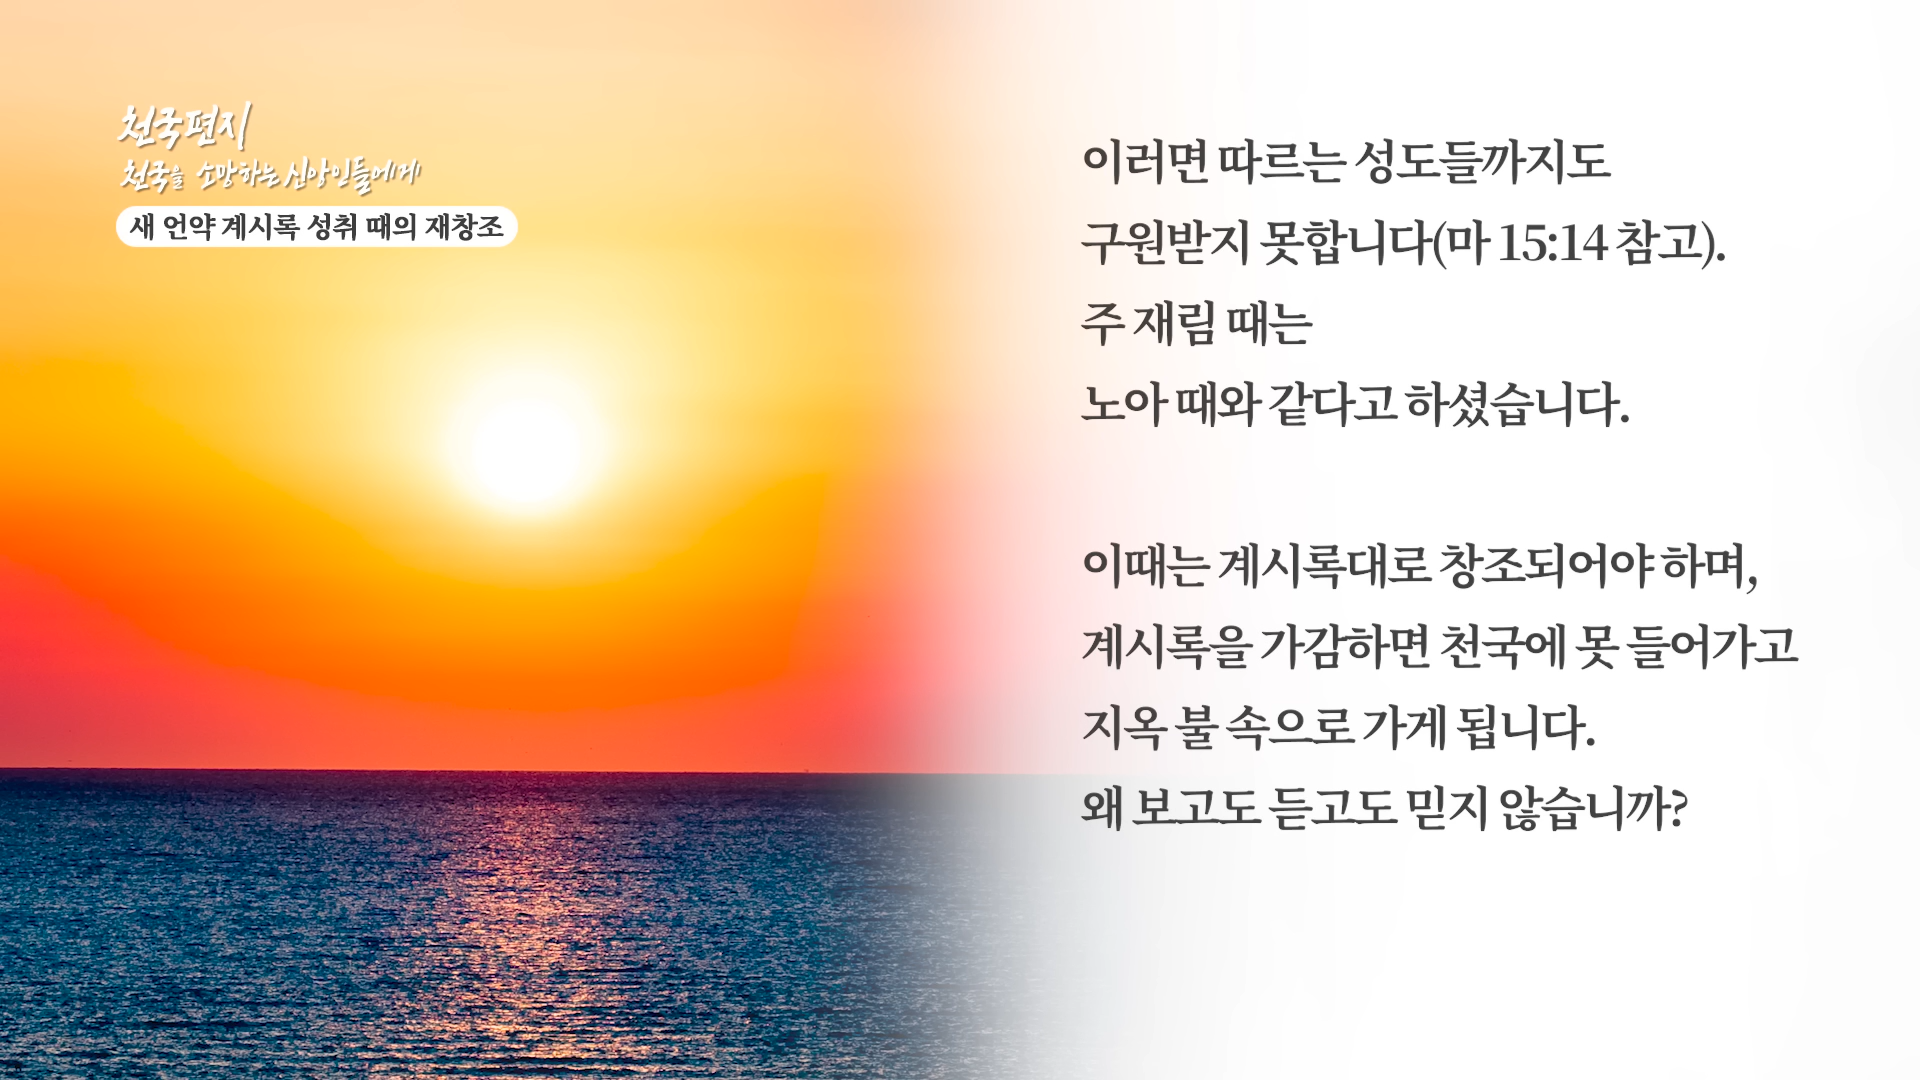 천국편지
천국을 소망하는 신앙인들에게
새 언약 계시록 성취 때의 재창조
이러면 따르는 성도들까지도
구원받지 못합니다(마 15:14 참고).
주 재림 때는
노아 때와 같다고 하셨습니다.
이때는 계시록대로 창조되어야 하며,
계시록을 가감하면 천국에 못 들어가고
지옥 불 속으로 가게 됩니다.
왜 보고도 듣고도 믿지 않습니까?